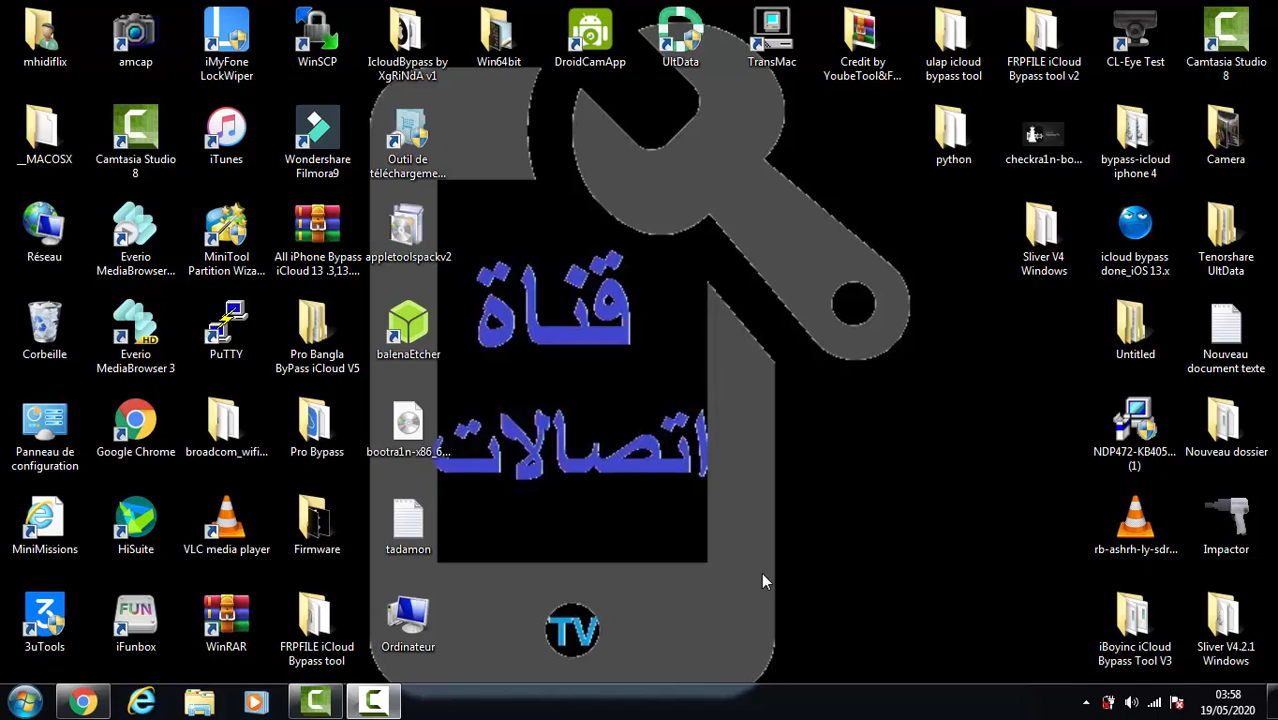 mhidiflix
amcap
iMyFone
LockWiper
WinSCP
IcloudBypass by
XgRiNdA v1
Win64bit
DroidCamApp
UltData
TransMac
Credit by
YoubeTool&F...
ulap icloud
bypass tool
FRPFILE iCloud
Bypass tool v2
CL-Eye Test
Camtasia Studio
8
__MACOSX
Camtasia Studio
8
iTunes
Wondershare
Filmora9
Outil de
téléchargeme...
python
checkra1n-bo...
bypass-icloud
iphone 4
Camera
Réseau
Everio
MediaBrowser...
MiniTool
Partition Wiza...
All iPhone Bypass
iCloud 13 .3,13....
appletoolspackv2
قناة
Sliver V4
Windows
icloud bypass
done_iOS 13.x
Tenorshare
UltData
Corbeille
Everio
MediaBrowser 3
HD
PuTTY
Pro Bangla
ByPass iCloud V5
balenaEtcher
Untitled
Nouveau
document texte
Panneau de
configuration
Google Chrome
broadcom_wifi...
Pro Bypass
bootra1n-x86_6...
اتصالات
NDP472-KB405...
(1)
Nouveau dossier
MiniMissions
HiSuite
VLC media player
Firmware
tadamon
rb-ashrh-ly-sdr...
Impactor
3uTools
FUN
iFunbox
WinRAR
FRPFILE iCloud
Bypass tool
Ordinateur
TV
iBoyinc iCloud
Bypass Tool V3
Sliver V4.2.1
Windows
03:58
19/05/2020